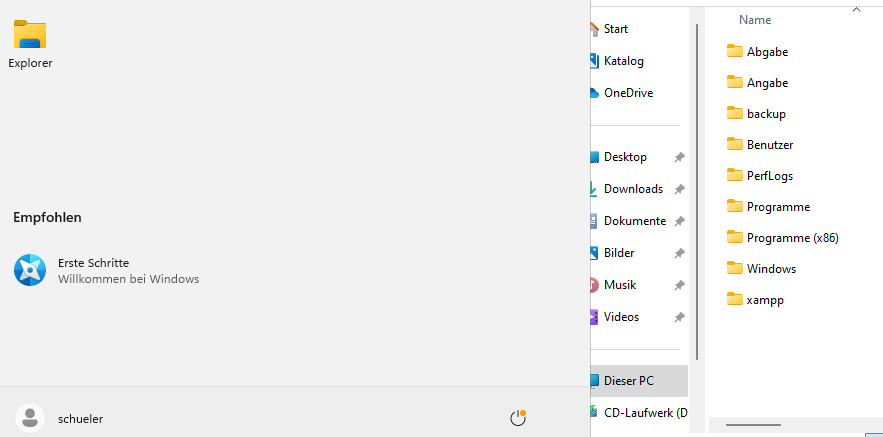 Explorer
Empfohlen
Erste Schritte
Willkommen bei Windows
schueler
Start
Katalog
OneDrive
Desktop
Downloads
Dokumente
Bilder
Musik
Videos
Dieser PC
CD-Laufwerk (D
Name
Abgabe
Angabe
backup
Benutzer
PerfLogs
Programme
Programme (x86)
Windows
xampp